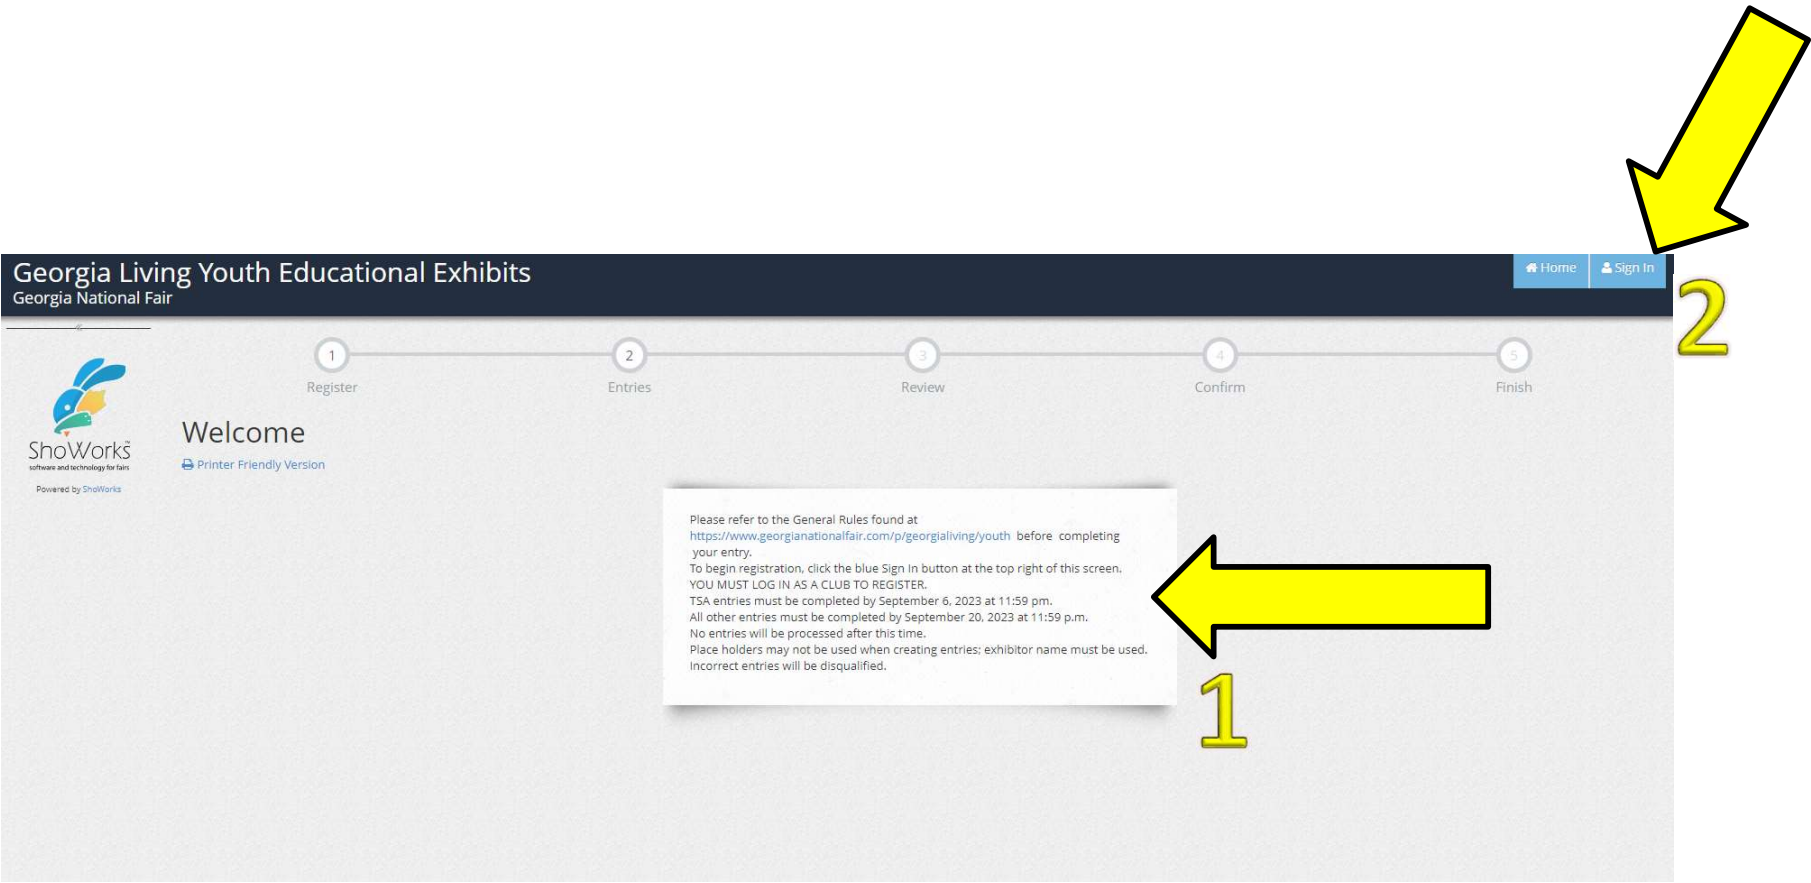 Georgia Living Youth Educational Exhibits
Georgia National Fair
Home
Sign In
2
1
2
3
4
5
Register
Entries
Review
Confirm
Finish
ShoWorks
software and technology for fairs
Powered by ShoWorks
Welcome
Printer Friendly Version
Please refer to the General Rules found at
https://www.georgianationalfair.com/p/georgialiving/youth before completing
your entry.
To begin registration, click the blue Sign In button at the top right of this screen.
YOU MUST LOG IN AS A CLUB TO REGISTER.
TSA entries must be completed by September 6, 2023 at 11:59 pm.
All other entries must be completed by September 20, 2023 at 11:59 p.m.
No entries will be processed after this time.
Place holders may not be used when creating entries; exhibitor name must be used.
Incorrect entries will be disqualified.
1